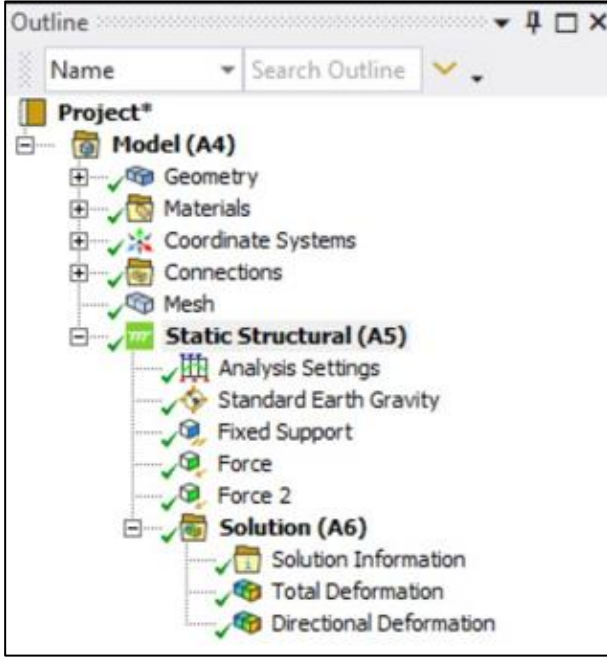 Outline
Name Search Outline
Project*
Model (A4)
Geometry
Materials
Coordinate Systems
Connections
Mesh
Static Structural (A5)
Analysis Settings
Standard Earth Gravity
Fixed Support
Force
Force 2
Solution (A6)
Solution Information
Total Deformation
Directional Deformation